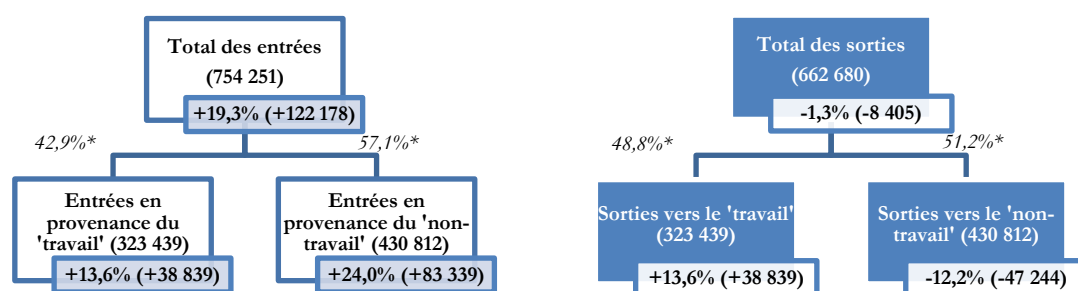 Total des entrées
(754 251)
+19,3% (+122 178)
42,9%*
57,1%*
Entrées en
provenance du
'travail' (323 439)
+13,6% (+38 839)
Entrées en
provenance du 'non-
travail' (430 812)
+24,0% (+83 339)
Total des sorties
(662 680)
-1,3% (-8 405)
48,8%*
51,2%*
Sorties vers le 'travail'
(323 439)
+13,6% (+38 839)
Sorties vers le 'non-
travail' (430 812)
-12,2% (-47 244)